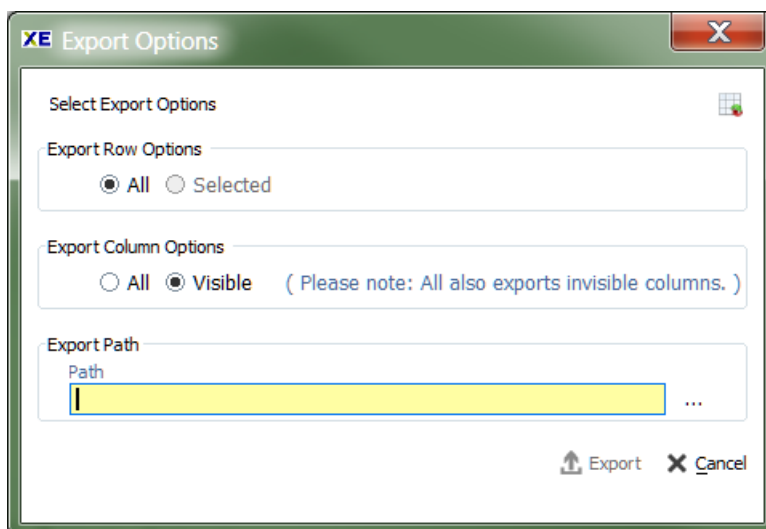 XE Export Options
X
Select Export Options
Export Row Options
All Selected
Export Column Options
All Visible ( Please note: All also exports invisible columns. )
Export Path
Path
...
Export Cancel